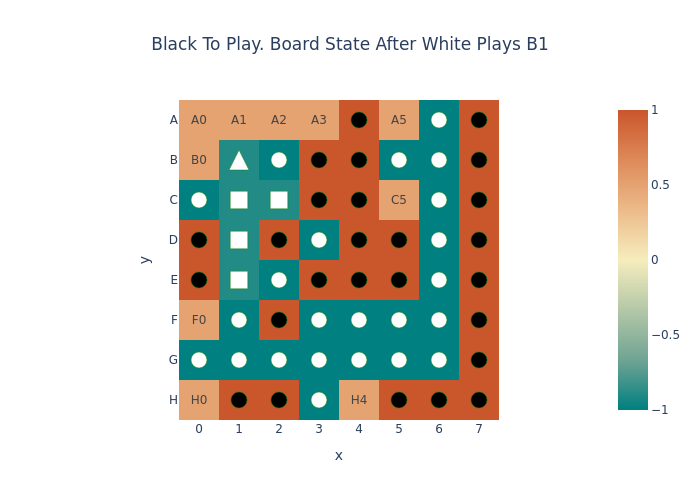 Black To Play. Board State After White Plays B1
A A0 A1 A2 A3 A5
B B0
C C5
D
E
F F0
G
H H0 H4
0 1 2 3 4 5 6 7
x
y
1
0.5
0
−0.5
−1